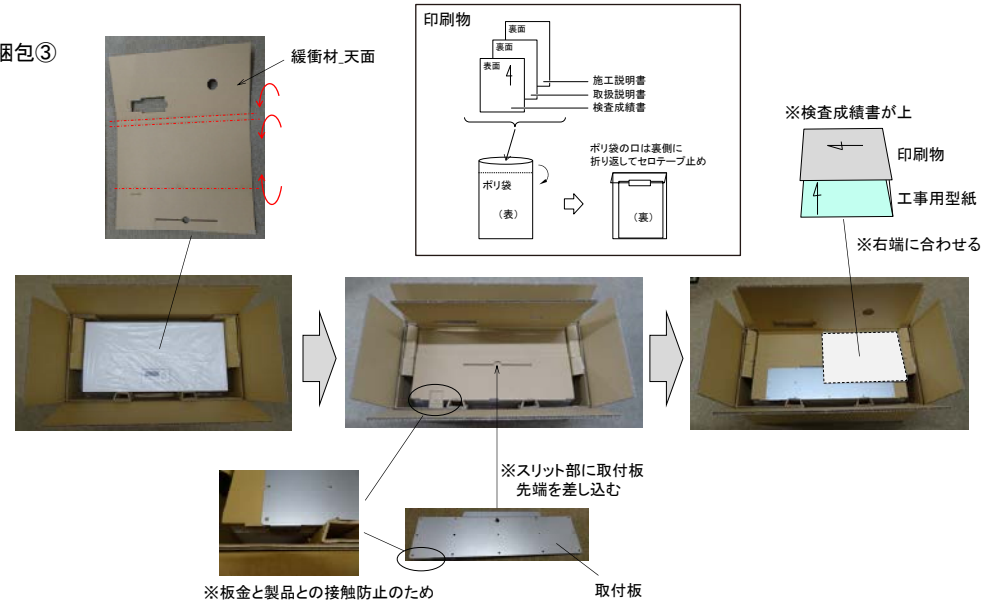 梱包③
緩衝材_天面
印刷物
裏面
裏面
表面
施工説明書
取扱説明書
検査成績書
ポリ袋
（表）
ポリ袋の口は裏側に
折り返してセロテープ止め
（裏）
※検査成績書が上
印刷物
工事用型紙
※右端に合わせる
※スリット部に取付板
先端を差し込む
取付板
※板金と製品との接触防止のため